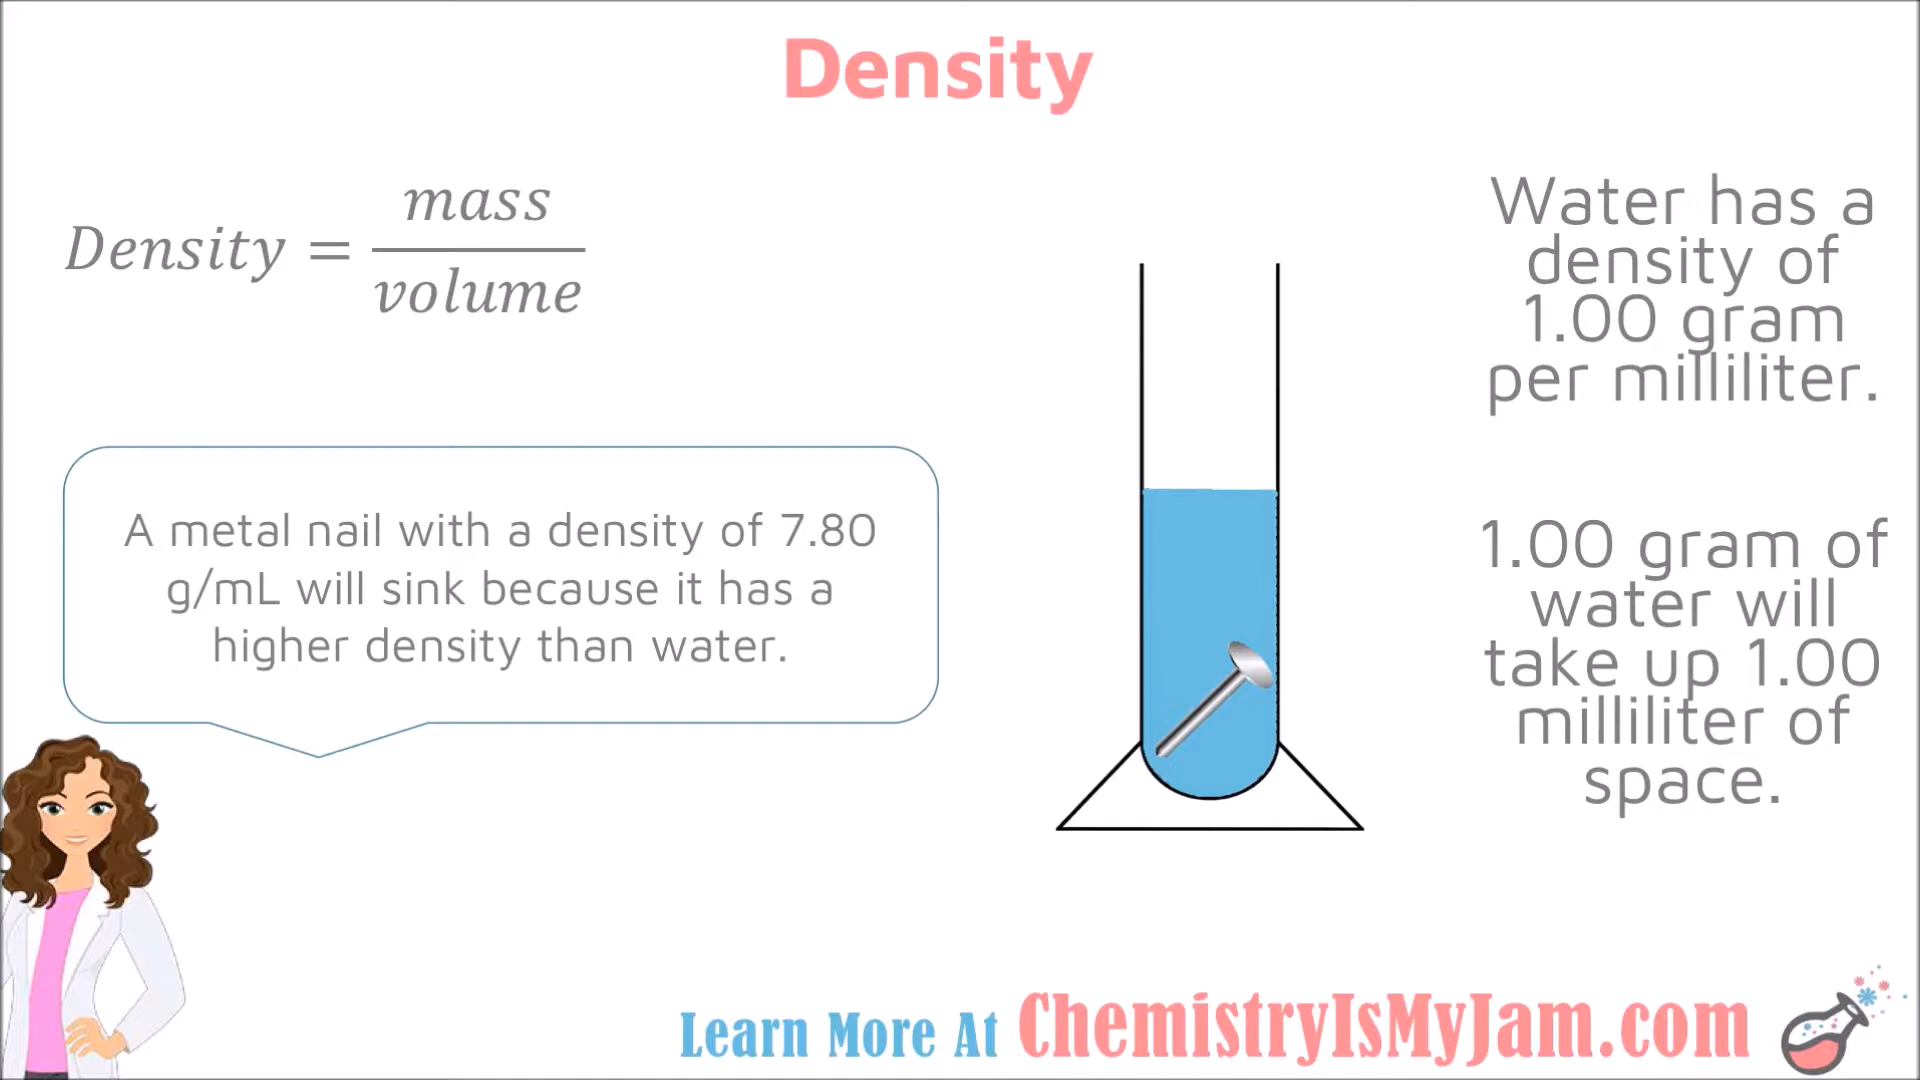 Density
Density = mass / volume
A metal nail with a density of 7.80
g/mL will sink because it has a
higher density than water.
Water has a
density of
1.00 gram
per milliliter.
1.00 gram of
water will
take up 1.00
milliliter of
space.
Learn More At ChemistryIsMyJam.com